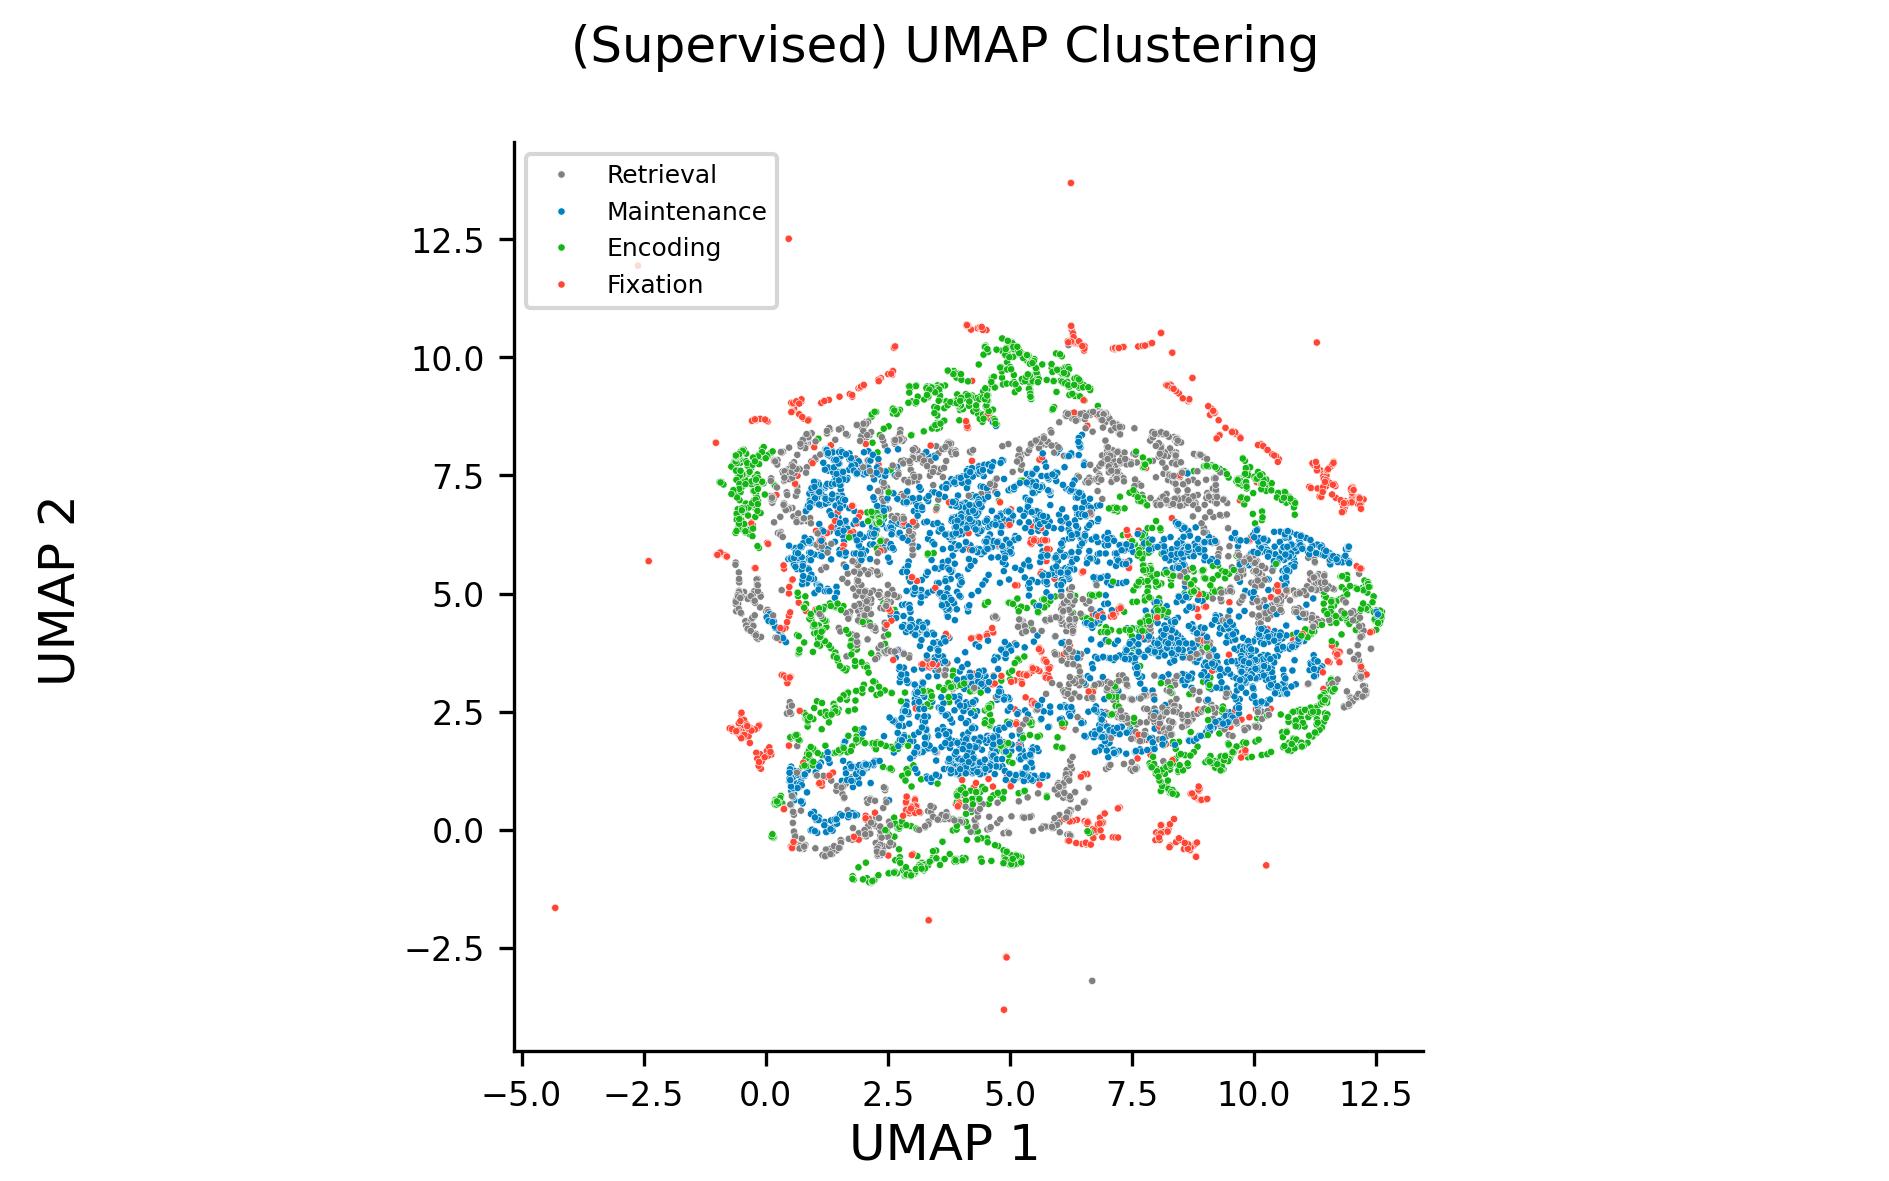 (Supervised) UMAP Clustering
Retrieval
Maintenance
Encoding
Fixation
12.5
10.0
7.5
5.0
2.5
0.0
−2.5
UMAP 2
−5.0 −2.5 0.0 2.5 5.0 7.5 10.0 12.5
UMAP 1